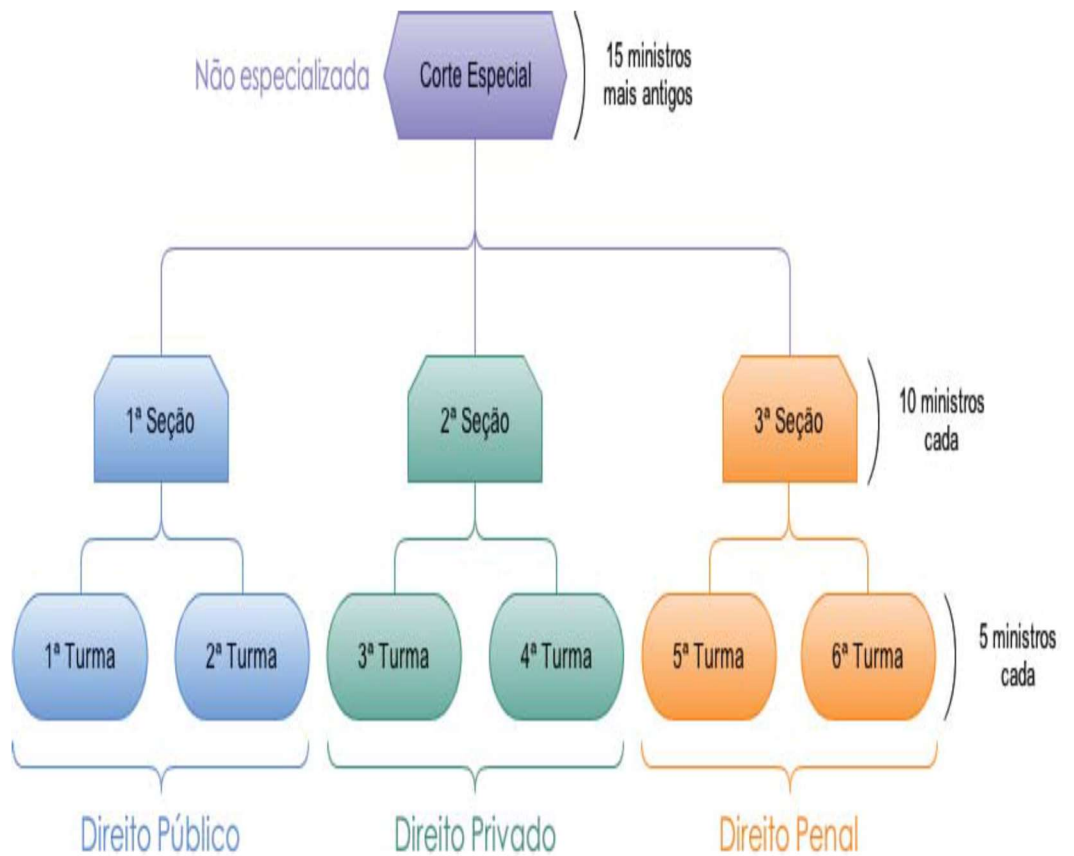 Não especializada
Corte Especial
15 ministros
mais antigos
1ª Seção
2ª Seção
3ª Seção
10 ministros
cada
1ª Turma
2ª Turma
3ª Turma
4ª Turma
5ª Turma
6ª Turma
5 ministros
cada
Direito Público
Direito Privado
Direito Penal